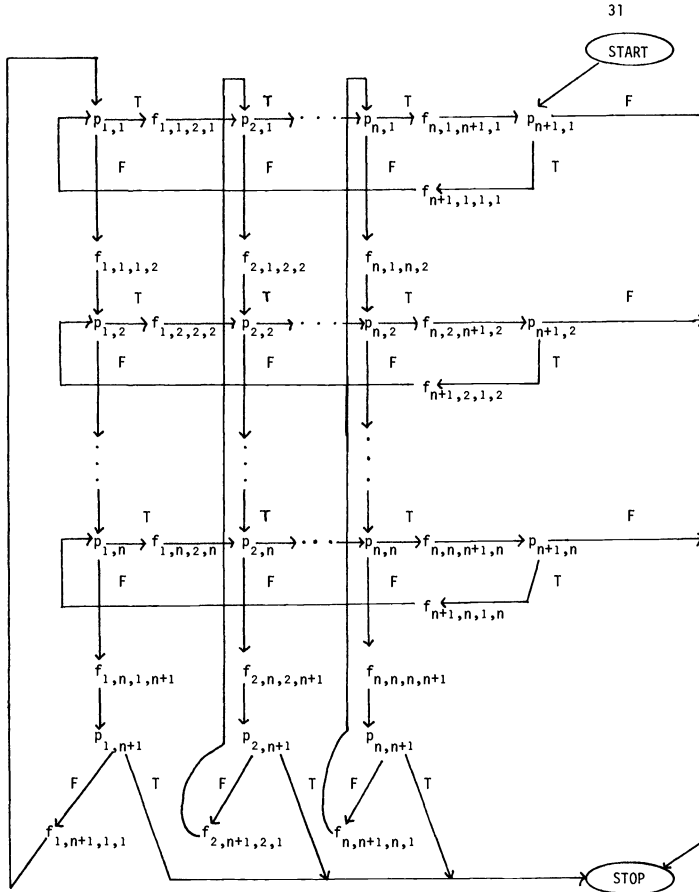 31
START
T T T F
p1,1 f1,1,2,1 p2,1 · · · pn,1 fn,1,n+1,1 pn+1,1
F F F T
fn+1,1,1,1
f1,1,1,2 f2,1,2,2 fn,1,n,2
T T T F
p1,2 f1,2,2,2 p2,2 · · · pn,2 fn,2,n+1,2 pn+1,2
F F F T
fn+1,2,1,2
T T T F
p1,n f1,n,2,n p2,n · · · pn,n fn,n,n+1,n pn+1,n
F F F T
fn+1,n,1,n
f1,n,1,n+1 f2,n,2,n+1 fn,n,n,n+1
p1,n+1 p2,n+1 pn,n+1
F T F T F T
f1,n+1,1,1 f2,n+1,2,1 fn,n+1,n,1
STOP